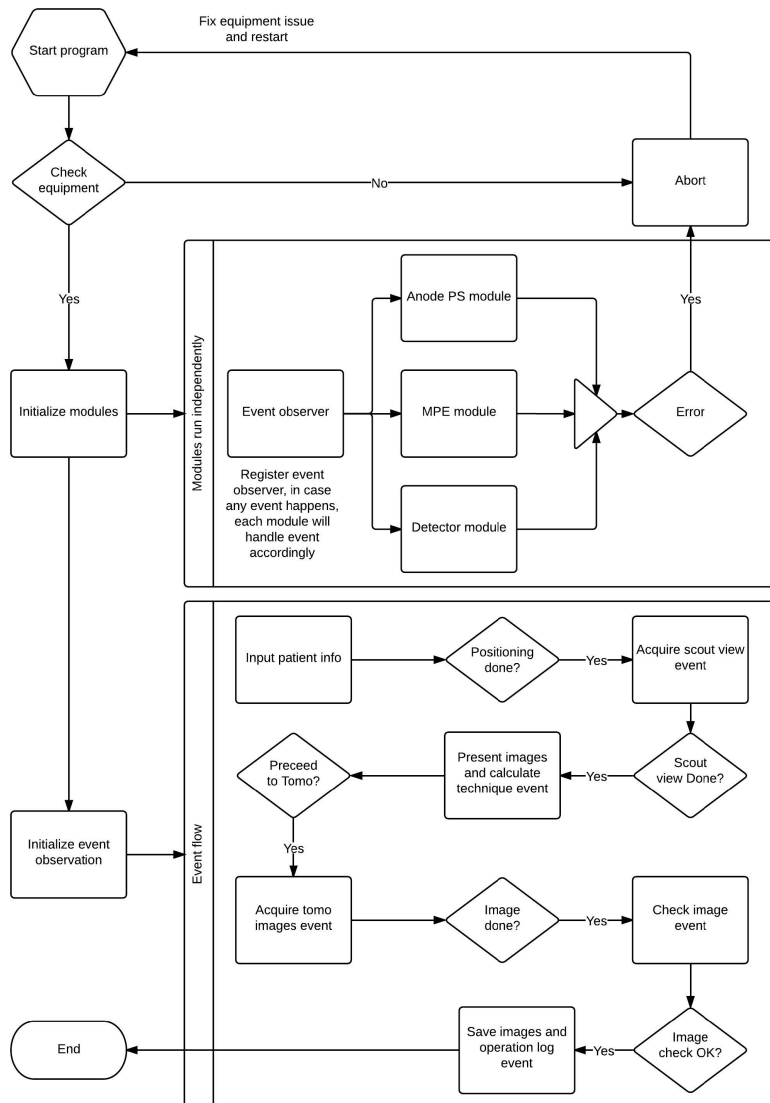 Fix equipment issue
and restart
Start program
Check
equipment
No
Abort
Yes
Yes
Modules run independently
Anode PS module
Initialize modules
Event observer
MPE module
Error
Register event
observer, in case
any event happens,
each module will
handle event
accordingly
Detector module
Event flow
Input patient info
Positioning
done?
Yes
Acquire scout view
event
Preceed
to Tomo?
Present images
and calculate
technique event
Yes
Scout
view Done?
Initialize event
observation
Yes
Acquire tomo
images event
Image
done?
Yes
Check image
event
End
Save images and
operation log
event
Yes
Image
check OK?